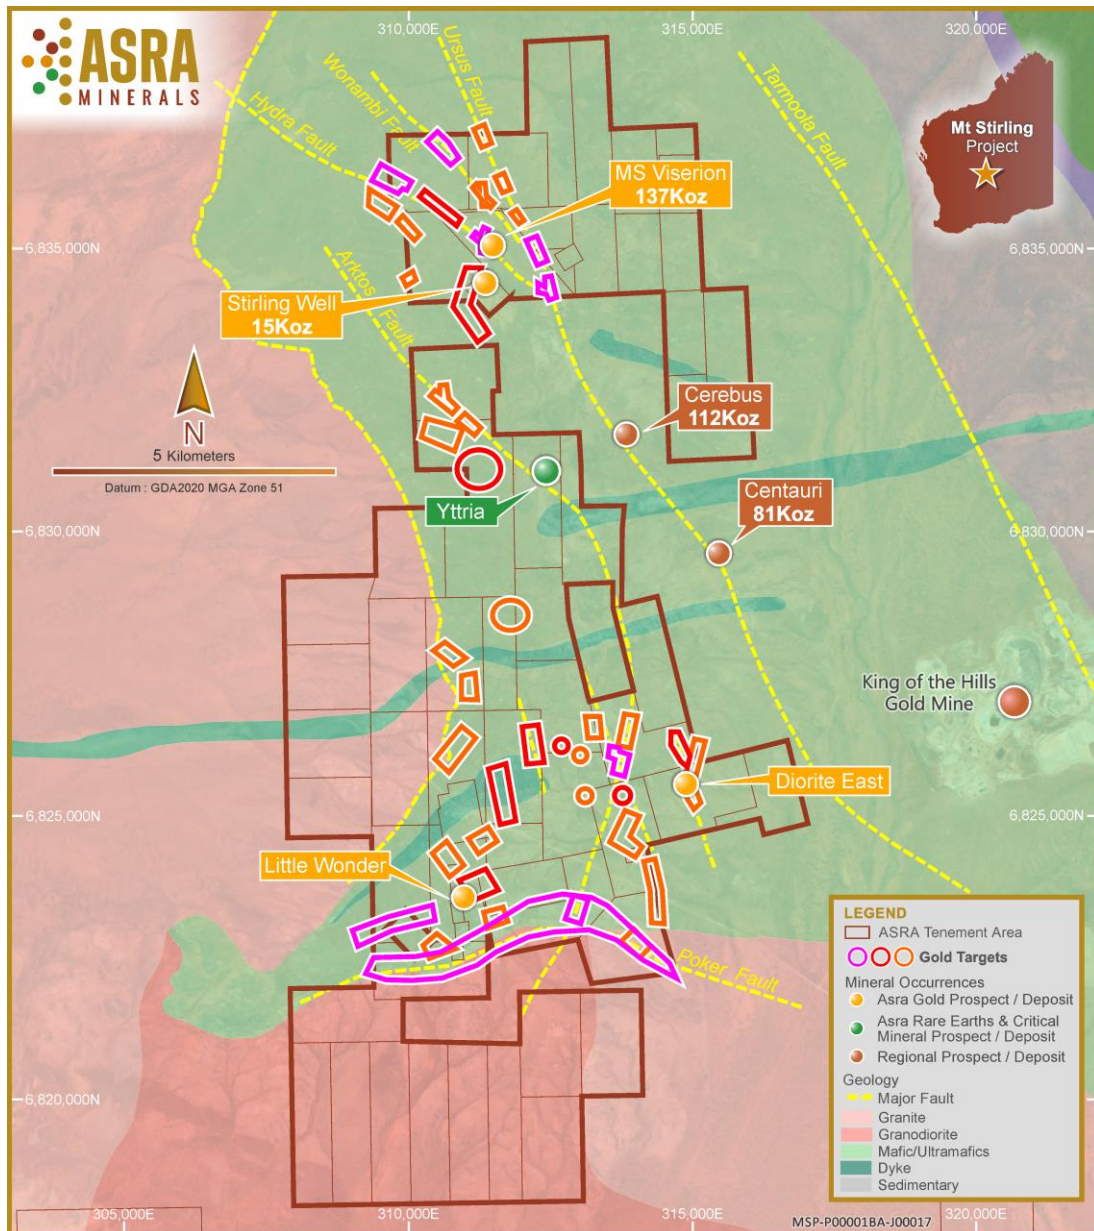 ASRA
MINERALS
310,000E
315,000E
320,000E
Ursus Fault
Wonambi Fault
Hydra Fault
Tarmoola Fault
Mt Stirling
Project
MS Viserion
137Koz
6,835,000N
6,835,000N
Arktos Fault
Stirling Well
15Koz
N
5 Kilometers
Datum : GDA2020 MGA Zone 51
Cerebus
112Koz
Yttria
Centauri
81Koz
6,830,000N
6,830,000N
King of the Hills
Gold Mine
Diorite East
6,825,000N
6,825,000N
Little Wonder
Poker Fault
LEGEND
ASRA Tenement Area
Gold Targets
Mineral Occurrences
Asra Gold Prospect / Deposit
Asra Rare Earths & Critical
Mineral Prospect / Deposit
Regional Prospect / Deposit
Geology
Major Fault
Granite
Granodiorite
Mafic/Ultramafics
Dyke
Sedimentary
6,820,000N
305,000E
310,000E
315,000E
320,000E
MSP-P00001BA-J00017